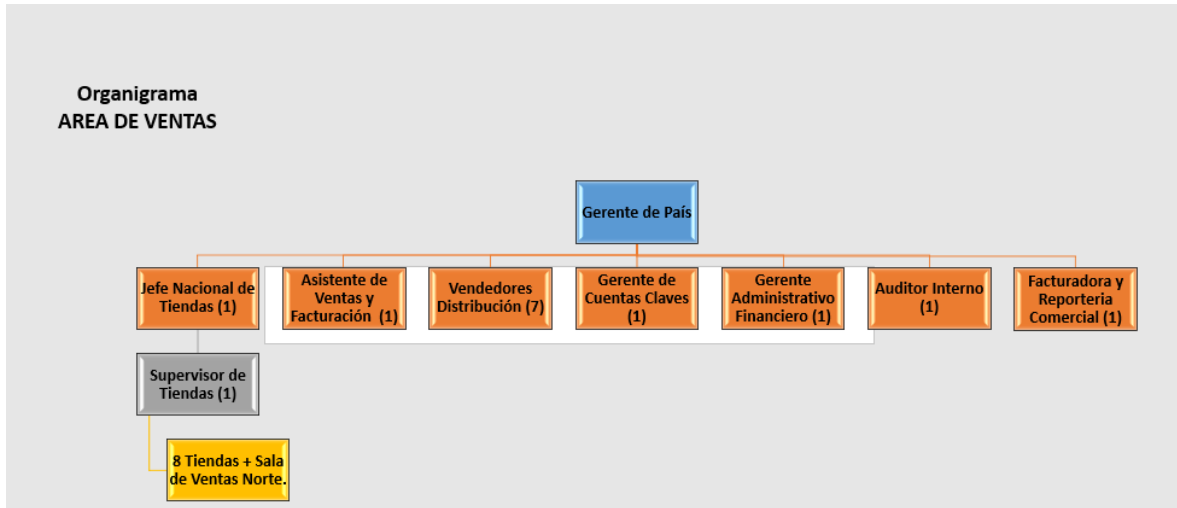 Organigrama
AREA DE VENTAS
Gerente de País
Jefe Nacional de
Tiendas (1)
Asistente de
Ventas y
Facturación (1)
Vendedores
Distribución (7)
Gerente de
Cuentas Claves
(1)
Gerente
Administrativo
Financiero (1)
Auditor Interno
(1)
Facturadora y
Reporteria
Comercial (1)
Supervisor de
Tiendas (1)
8 Tiendas + Sala
de Ventas Norte.